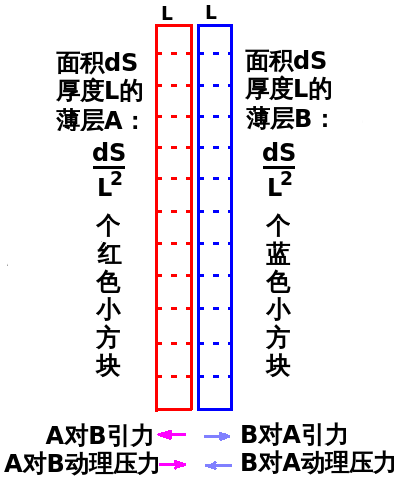 L L
面积dS
厚度L的
薄层A：
dS
L2
个
红
色
小
方
块
面积dS
厚度L的
薄层B：
dS
L2
个
蓝
色
小
方
块
A对B引力
B对A引力
A对B动理压力
B对A动理压力